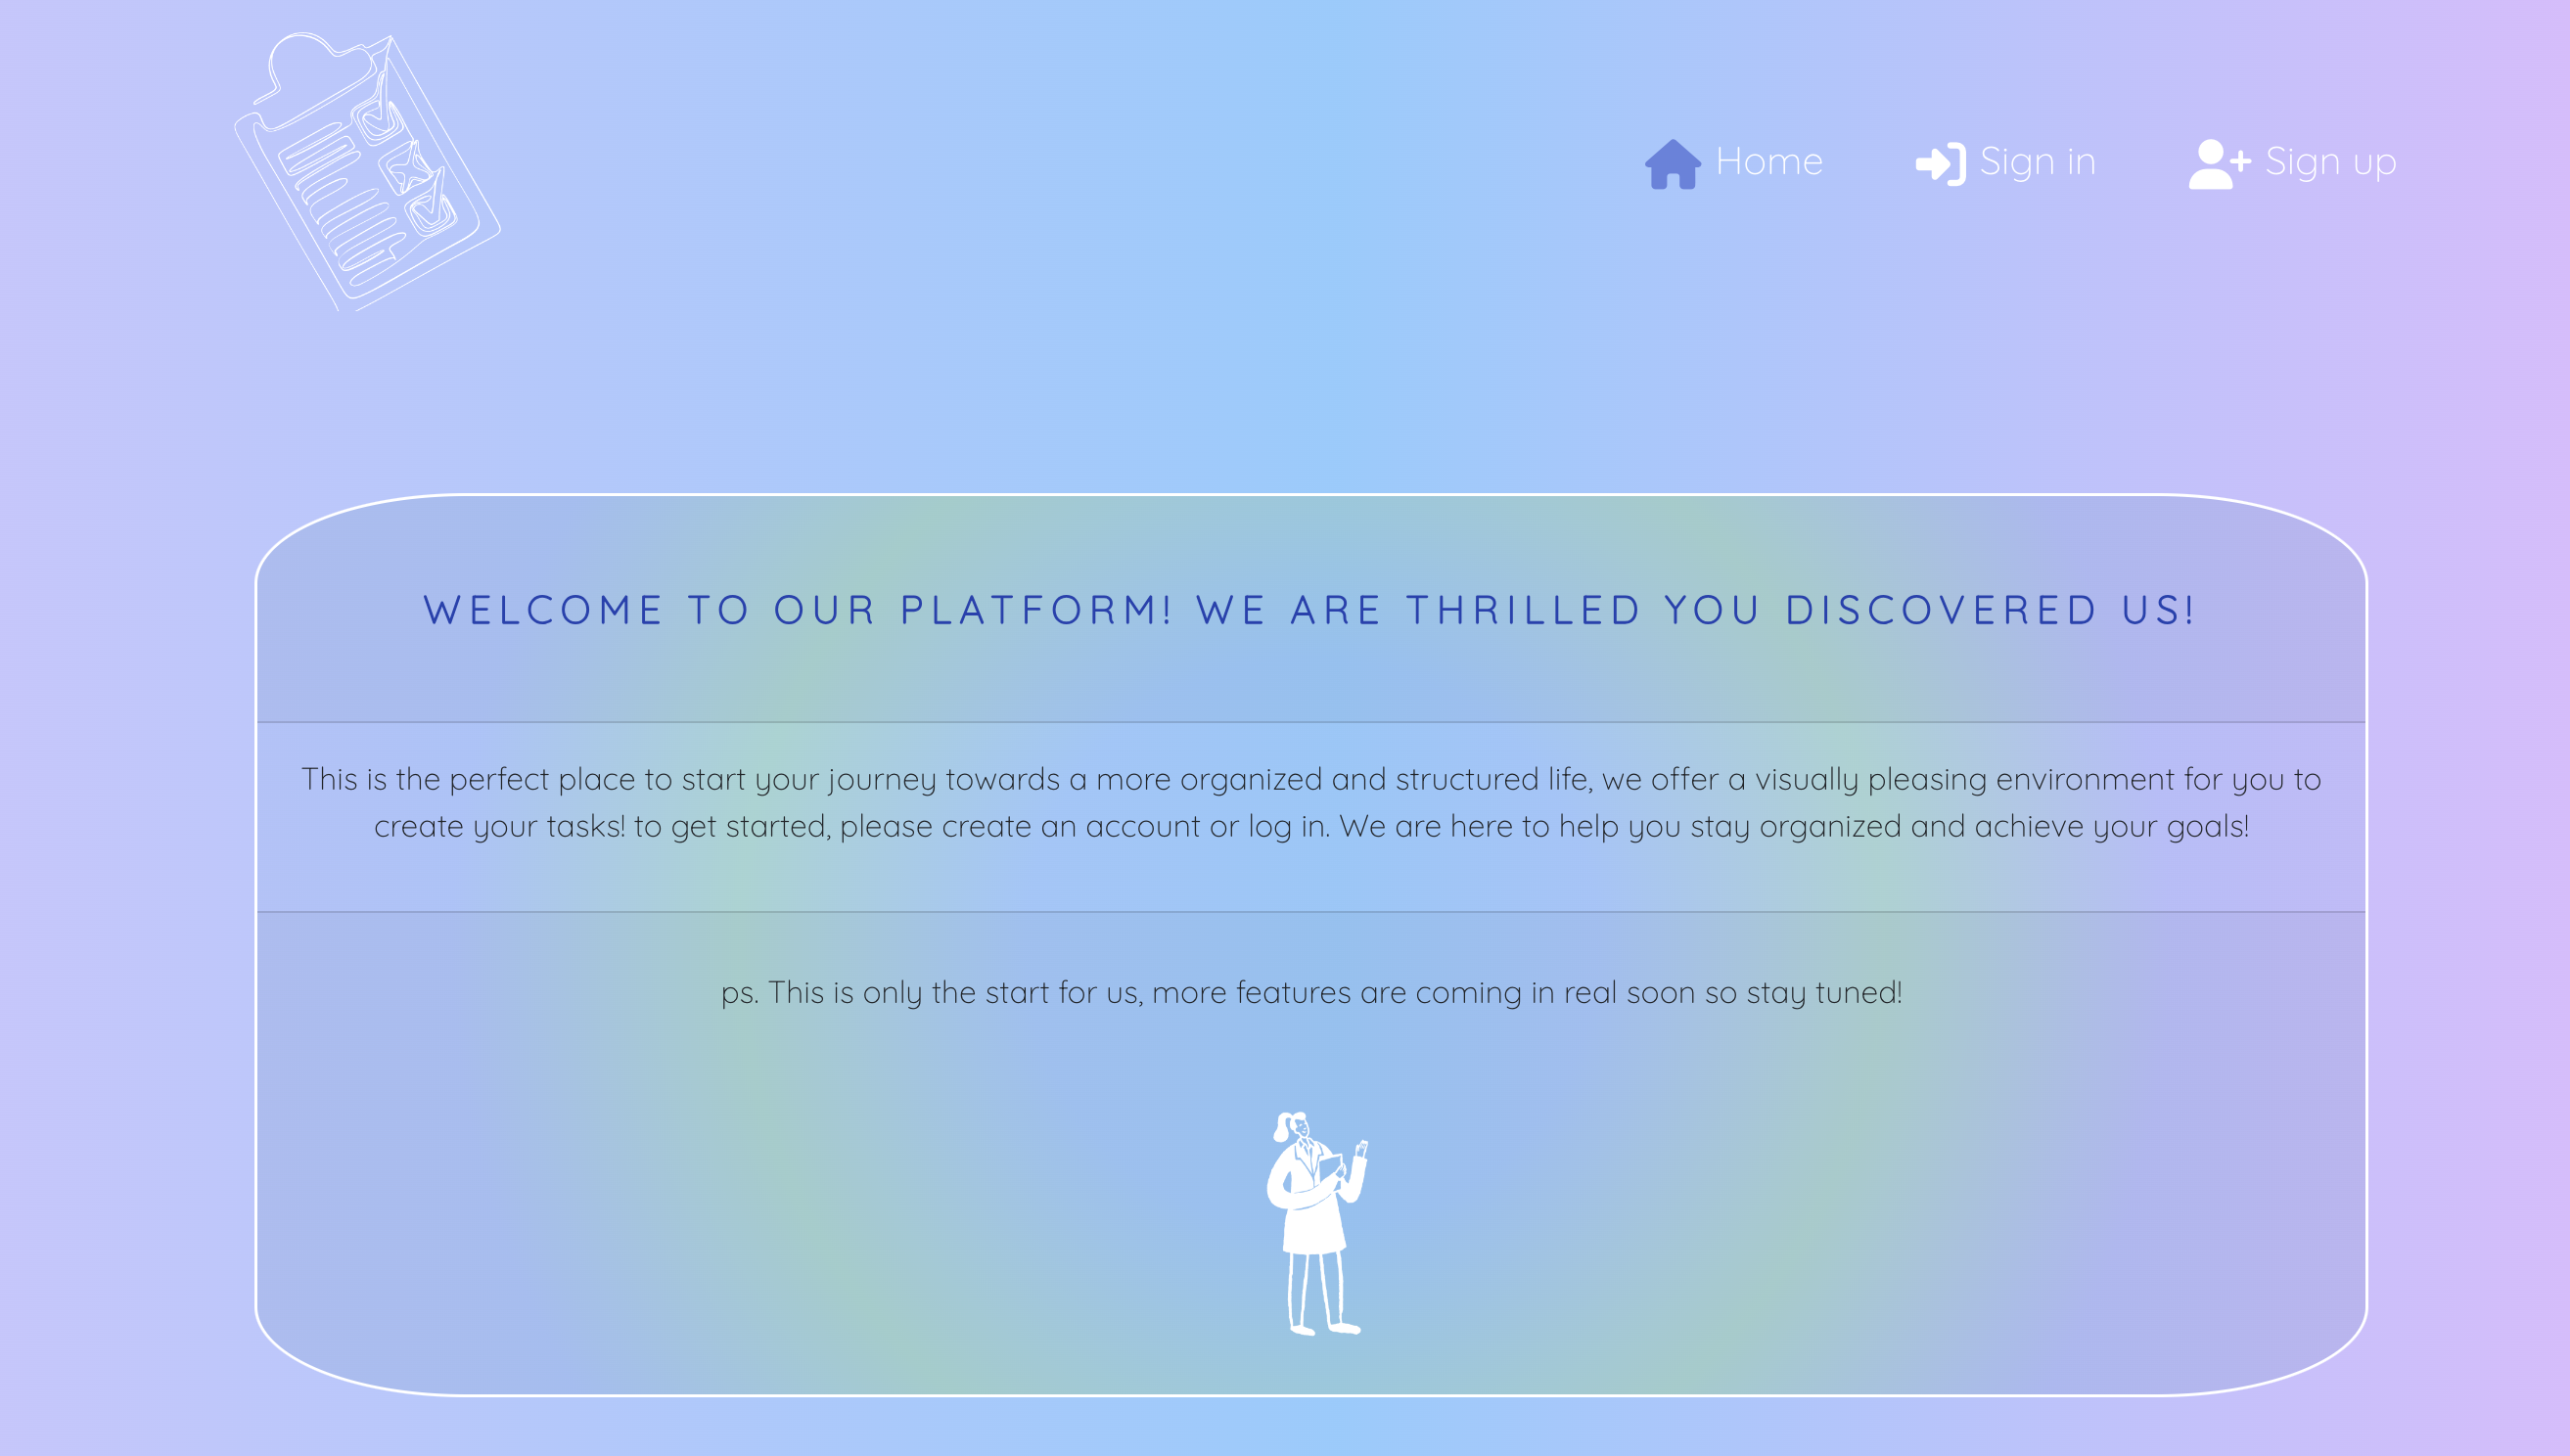 Home
Sign in
Sign up
WELCOME TO OUR PLATFORM! WE ARE THRILLED YOU DISCOVERED US!
This is the perfect place to start your journey towards a more organized and structured life, we offer a visually pleasing environment for you to
create your tasks! to get started, please create an account or log in. We are here to help you stay organized and achieve your goals!
ps. This is only the start for us, more features are coming in real soon so stay tuned!